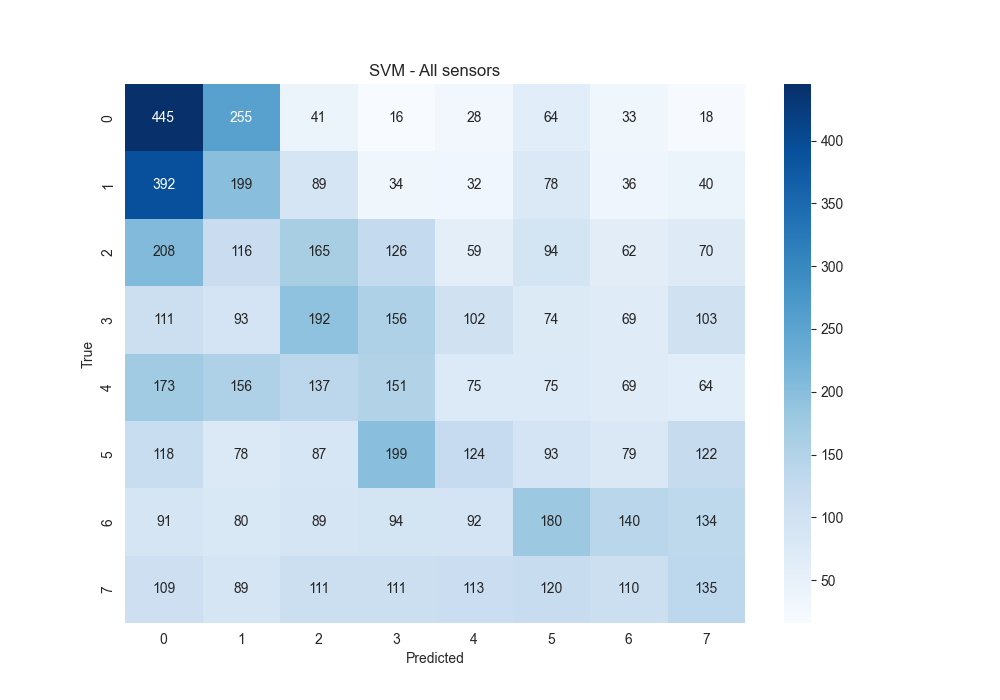 SVM - All sensors
0 445 255 41 16 28 64 33 18
1 392 199 89 34 32 78 36 40
2 208 116 165 126 59 94 62 70
3 111 93 192 156 102 74 69 103
4 173 156 137 151 75 75 69 64
5 118 78 87 199 124 93 79 122
6 91 80 89 94 92 180 140 134
7 109 89 111 111 113 120 110 135
0 1 2 3 4 5 6 7
True
Predicted
400
350
300
250
200
150
100
50